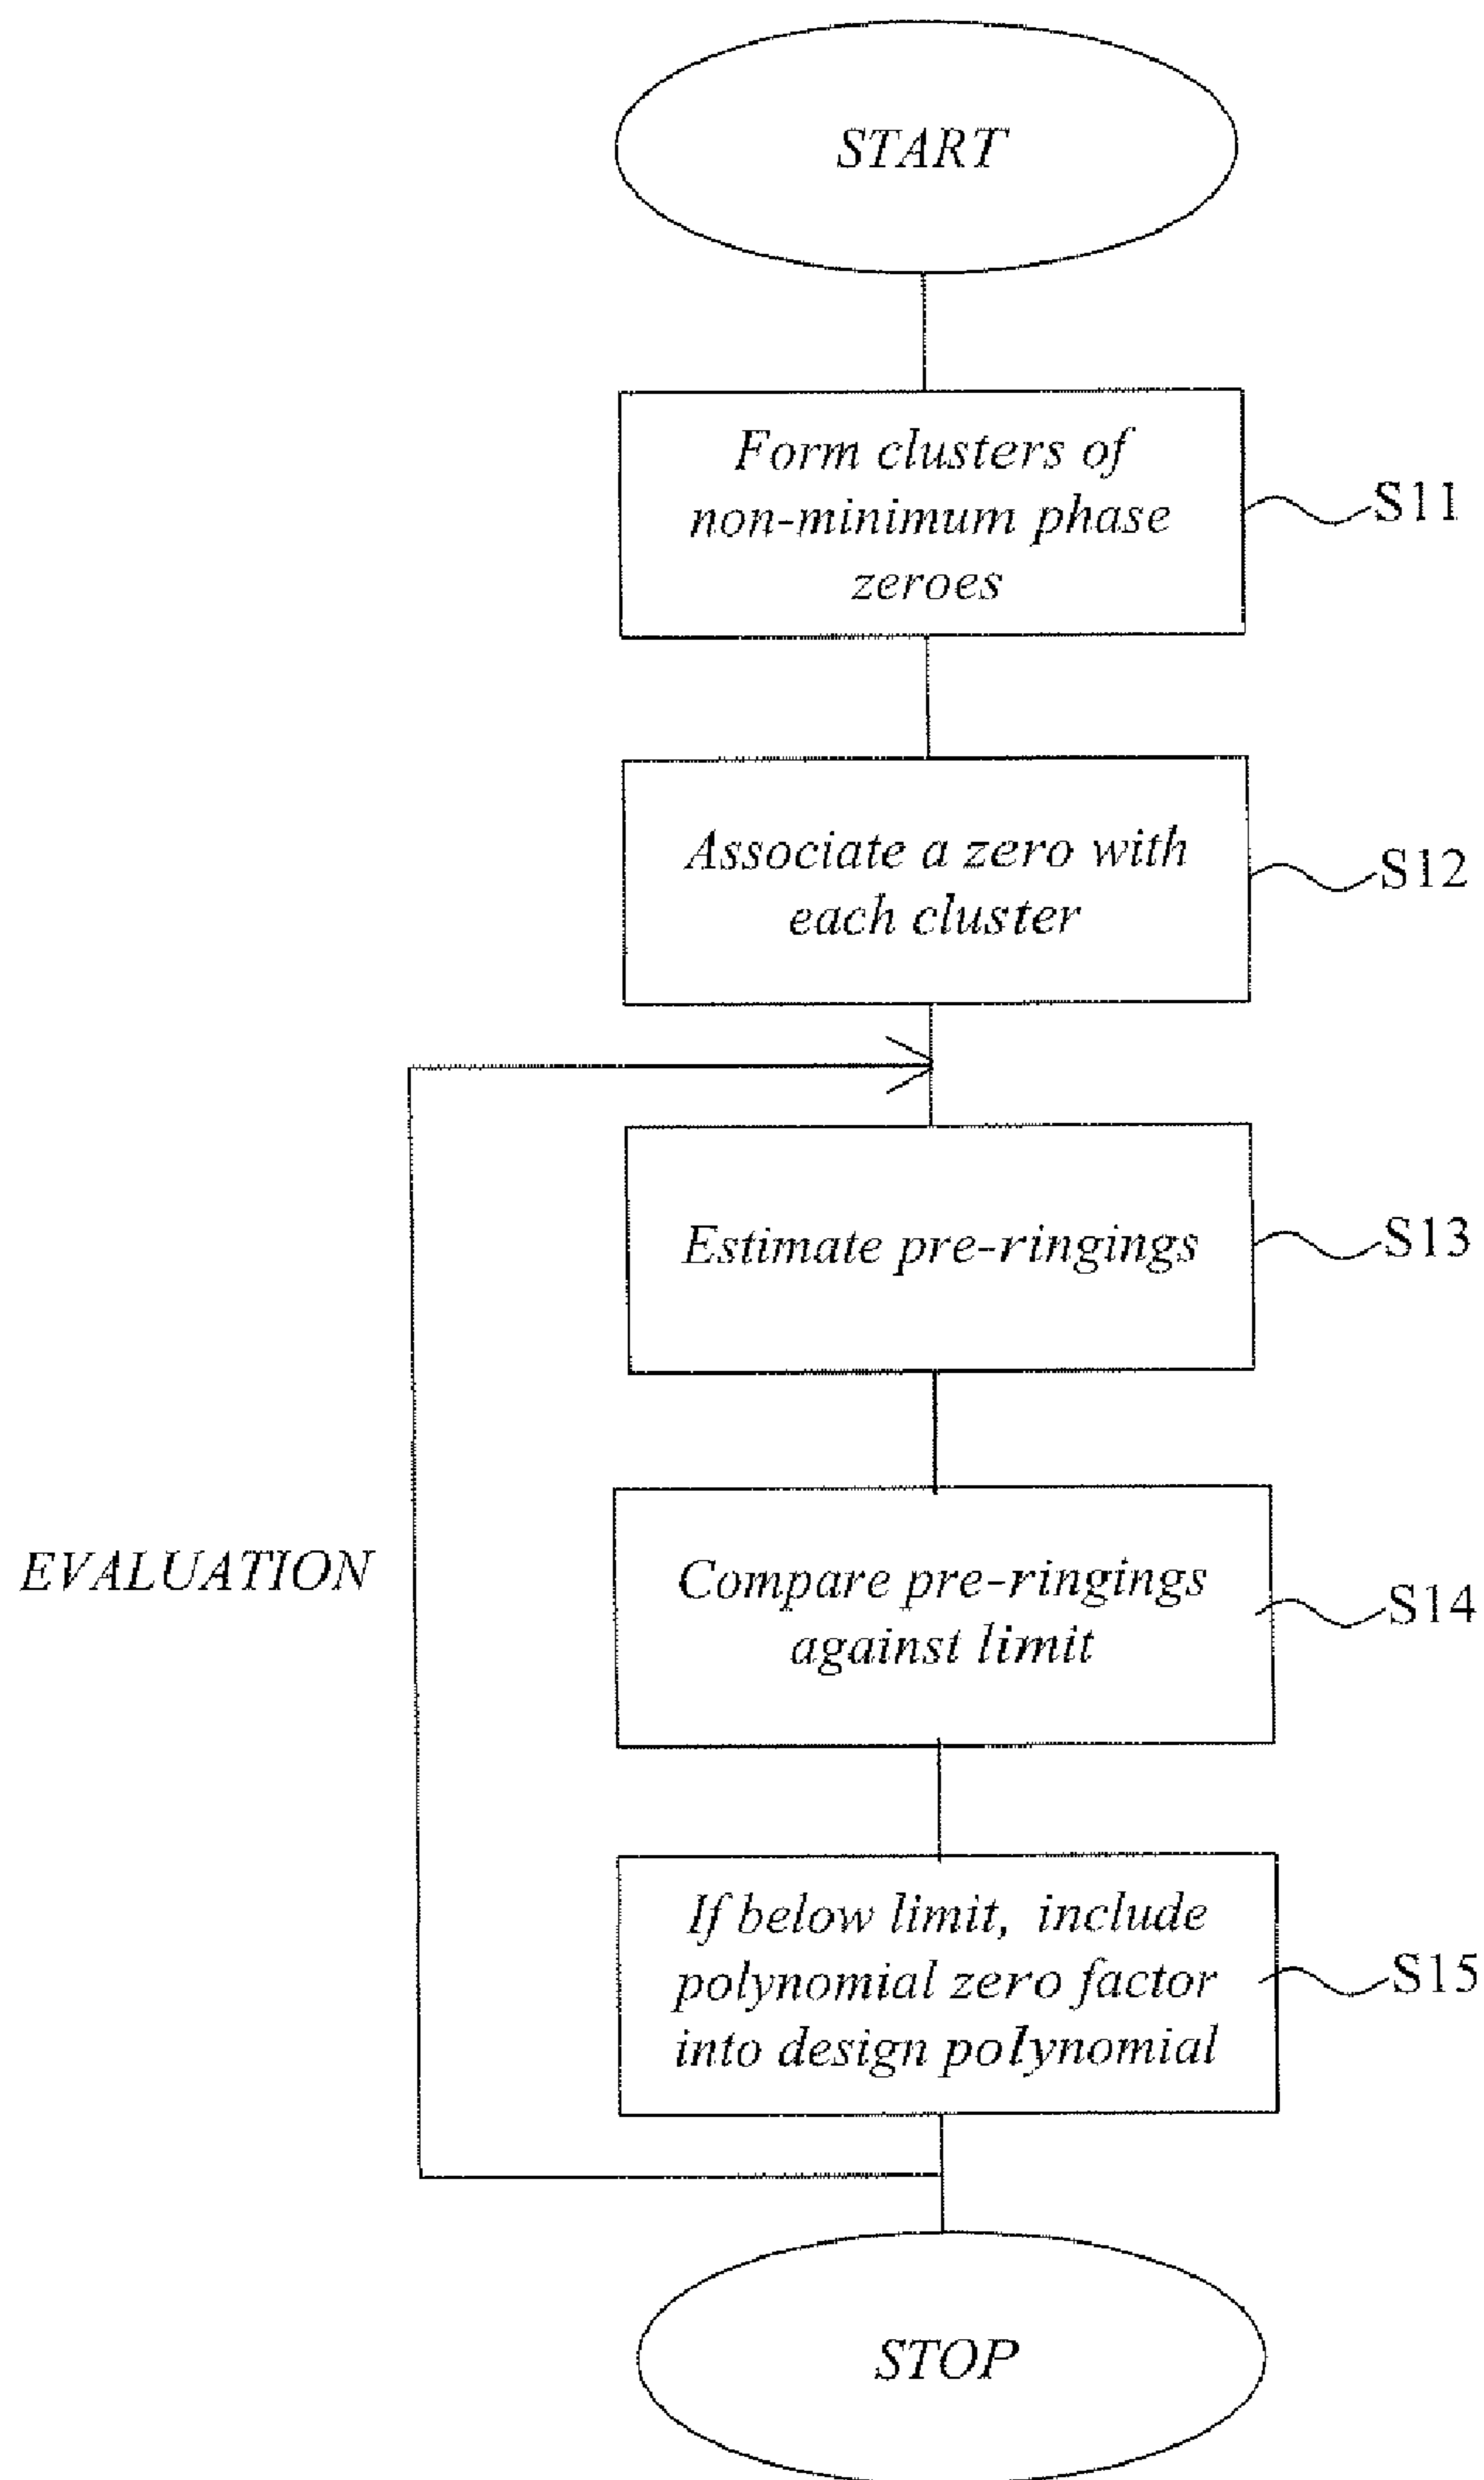 START
Form clusters of
non-minimum phase
zeroes
S11
Associate a zero with
each cluster
S12
Estimate pre-ringings
S13
EVALUATION
Compare pre-ringings
against limit
S14
If below limit, include
polynomial zero factor
into design polynomial
S15
STOP